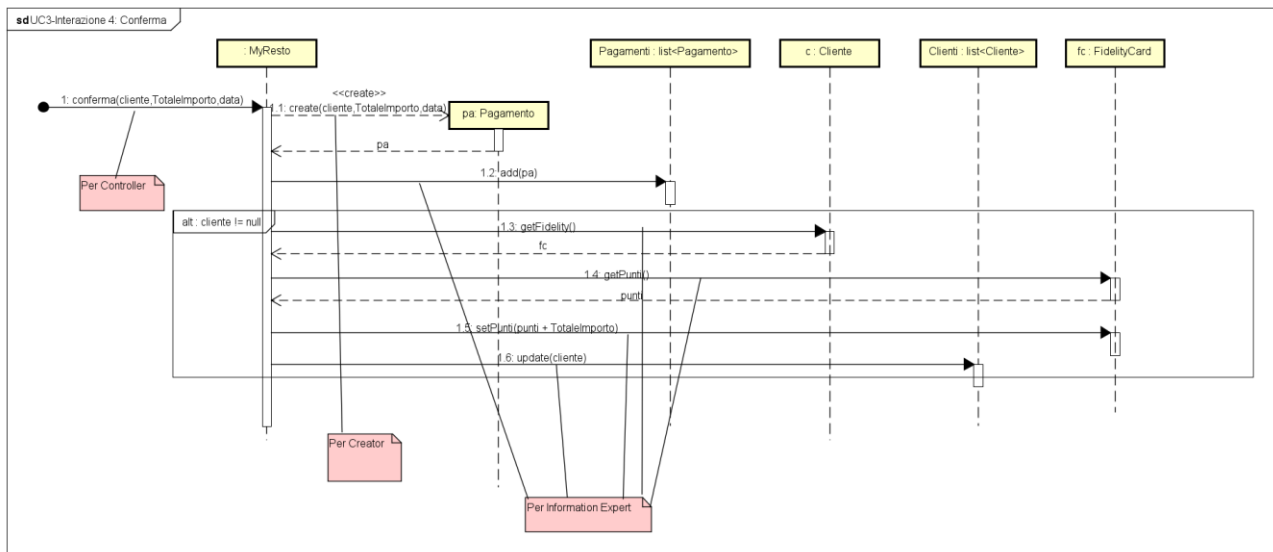 sd UC3-Interazione 4: Conferma
: MyResto
Pagamenti : list<Pagamento>
c : Cliente
Clienti : list<Cliente>
fc : FidelityCard
<<create>>
1: conferma(cliente,TotaleImporto,data)
1.1: create(cliente,TotaleImporto,data)
pa: Pagamento
pa
1.2: add(pa)
Per Controller
alt : cliente != null
1.3: getFidelity()
fc
1.4: getPunti()
punti
1.5: setPunti(punti + TotaleImporto)
1.6: update(cliente)
Per Creator
Per Information Expert